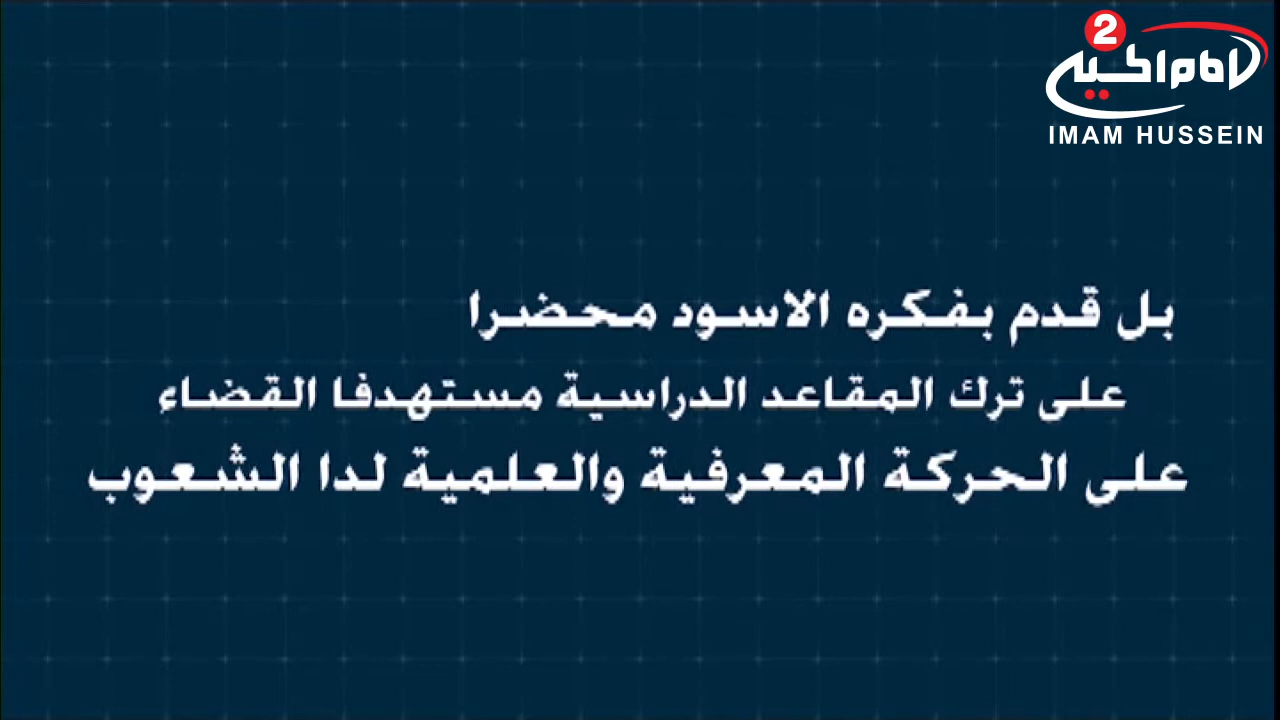 2
الامام الحسين
IMAM HUSSEIN
بل قدم بفكره الاسود محضرا
على ترك المقاعد الدراسية مستهدفا القضاء
على الحركة المعرفية والعلمية لدا الشعوب